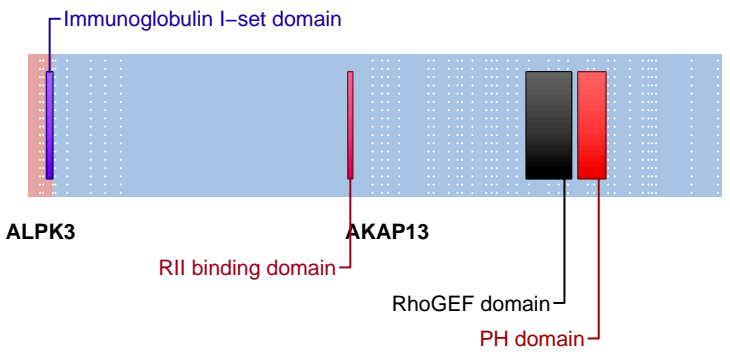 Immunoglobulin I−set domain
ALPK3 AKAP13
RII binding domain
RhoGEF domain
PH domain